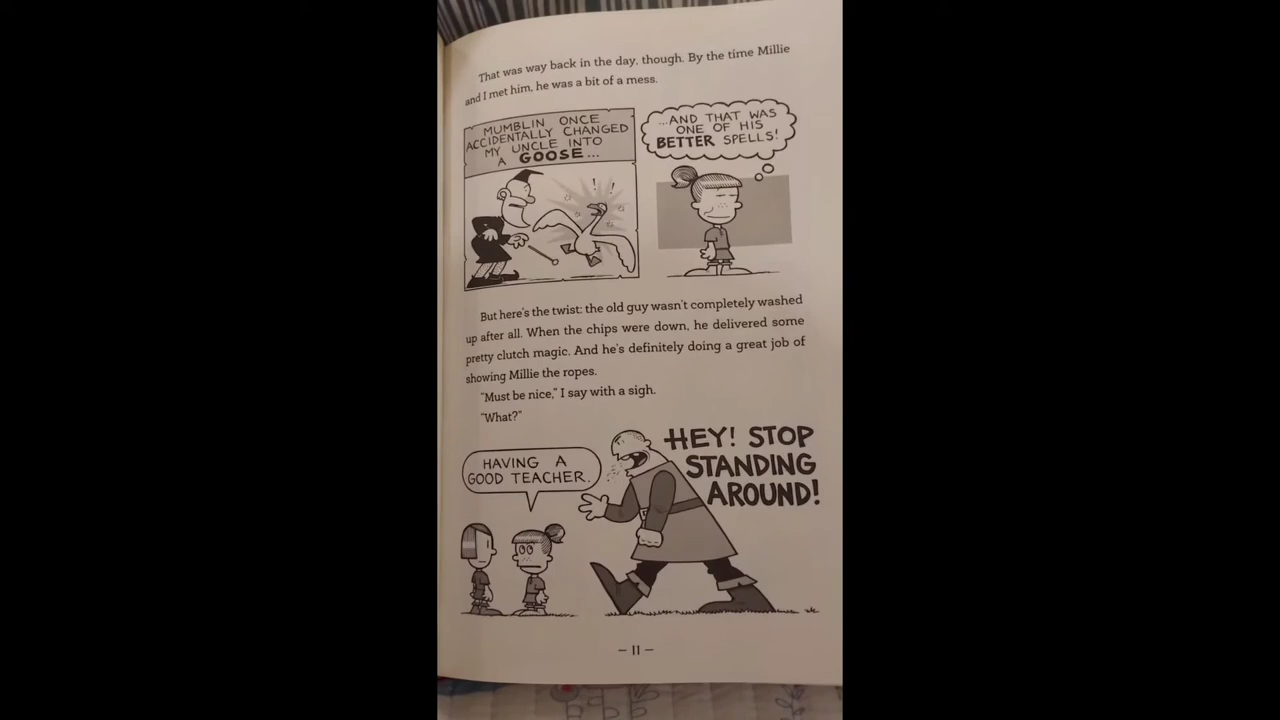 That was way back in the day, though. By the time Millie
and I met him, he was a bit of a mess.
MUMBLIN ONCE
ACCIDENTALLY CHANGED
MY UNCLE INTO
A GOOSE...
! !
...AND THAT WAS
ONE OF HIS
BETTER SPELLS!
But here's the twist: the old guy wasn't completely washed
up after all. When the chips were down, he delivered some
pretty clutch magic. And he's definitely doing a great job of
showing Millie the ropes.
"Must be nice," I say with a sigh.
"What?"
HAVING A
GOOD TEACHER.
HEY! STOP
STANDING
AROUND!
– 11 –